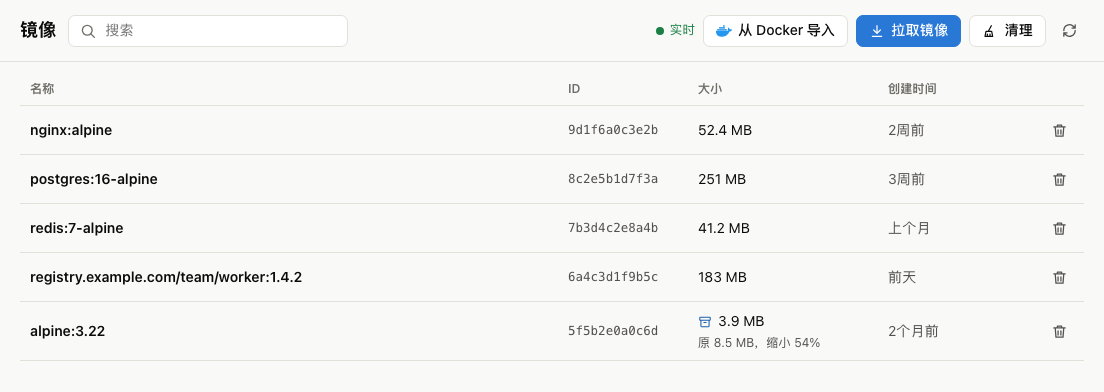 镜像
搜索
实时
从 Docker 导入
拉取镜像
清理
名称 ID 大小 创建时间
nginx:alpine 9d1f6a0c3e2b 52.4 MB 2周前
postgres:16-alpine 8c2e5b1d7f3a 251 MB 3周前
redis:7-alpine 7b3d4c2e8a4b 41.2 MB 上个月
registry.example.com/team/worker:1.4.2 6a4c3d1f9b5c 183 MB 前天
alpine:3.22 5f5b2e0a0c6d 3.9 MB 2个月前
原 8.5 MB，缩小 54%